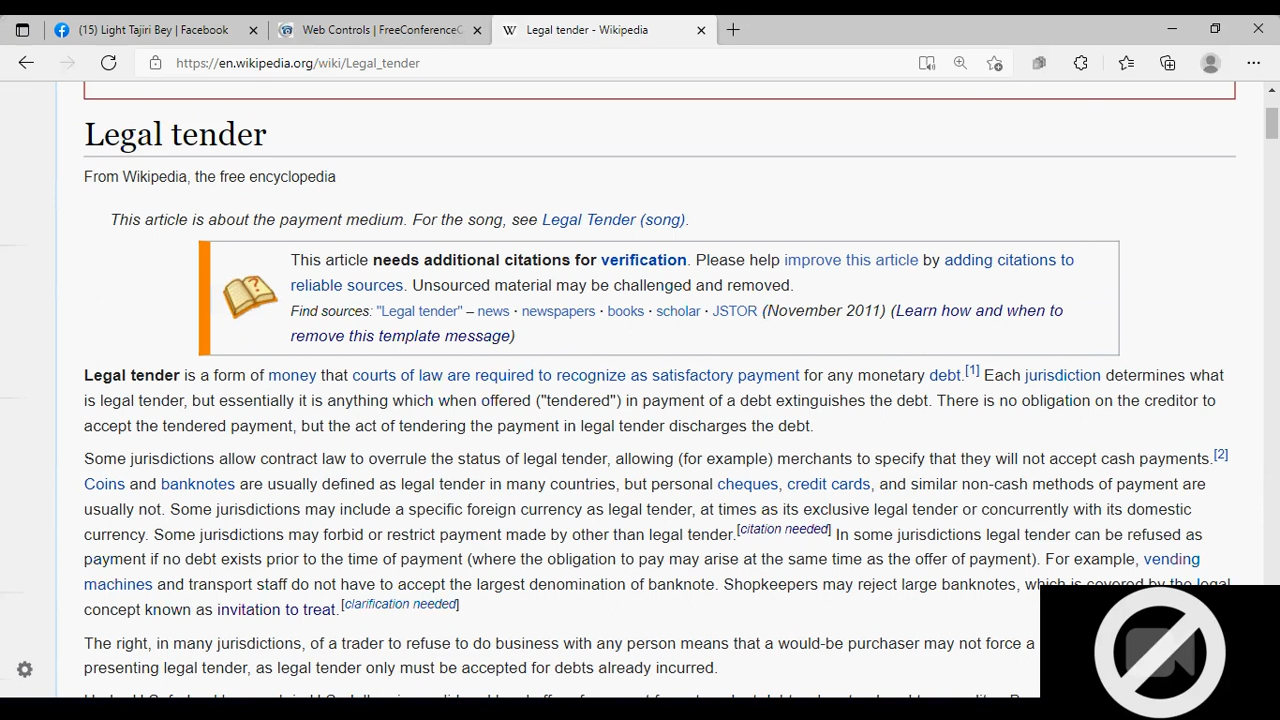 (15) Light Tajiri Bey | Facebook
Web Controls | FreeConferenceC
W Legal tender - Wikipedia
https://en.wikipedia.org/wiki/Legal_tender
Legal tender
From Wikipedia, the free encyclopedia
This article is about the payment medium. For the song, see Legal Tender (song).
This article needs additional citations for verification. Please help improve this article by adding citations to
reliable sources. Unsourced material may be challenged and removed.
Find sources: "Legal tender" – news · newspapers · books · scholar · JSTOR (November 2011) (Learn how and when to
remove this template message)
Legal tender is a form of money that courts of law are required to recognize as satisfactory payment for any monetary debt.[1] Each jurisdiction determines what
is legal tender, but essentially it is anything which when offered ("tendered") in payment of a debt extinguishes the debt. There is no obligation on the creditor to
accept the tendered payment, but the act of tendering the payment in legal tender discharges the debt.
Some jurisdictions allow contract law to overrule the status of legal tender, allowing (for example) merchants to specify that they will not accept cash payments.[2]
Coins and banknotes are usually defined as legal tender in many countries, but personal cheques, credit cards, and similar non-cash methods of payment are
usually not. Some jurisdictions may include a specific foreign currency as legal tender, at times as its exclusive legal tender or concurrently with its domestic
currency. Some jurisdictions may forbid or restrict payment made by other than legal tender.[citation needed] In some jurisdictions legal tender can be refused as
payment if no debt exists prior to the time of payment (where the obligation to pay may arise at the same time as the offer of payment). For example, vending
machines and transport staff do not have to accept the largest denomination of banknote. Shopkeepers may reject large banknotes, which is covered by the legal
concept known as invitation to treat.[clarification needed]
The right, in many jurisdictions, of a trader to refuse to do business with any person means that a would-be purchaser may not force a
presenting legal tender, as legal tender only must be accepted for debts already incurred.